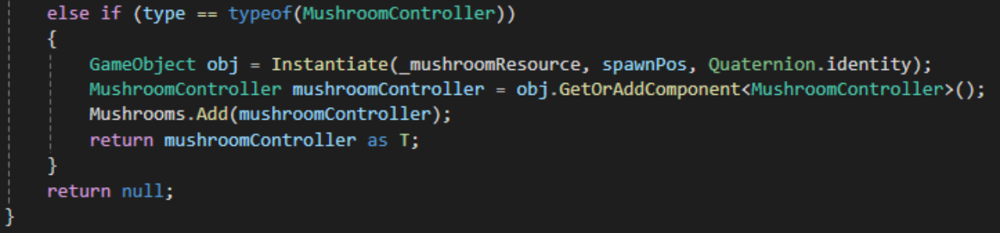 else if (type == typeof(MushroomController))
{
GameObject obj = Instantiate(_mushroomResource, spawnPos, Quaternion.identity);
MushroomController mushroomController = obj.GetOrAddComponent<MushroomController>();
Mushrooms.Add(mushroomController);
return mushroomController as T;
}
return null;
}